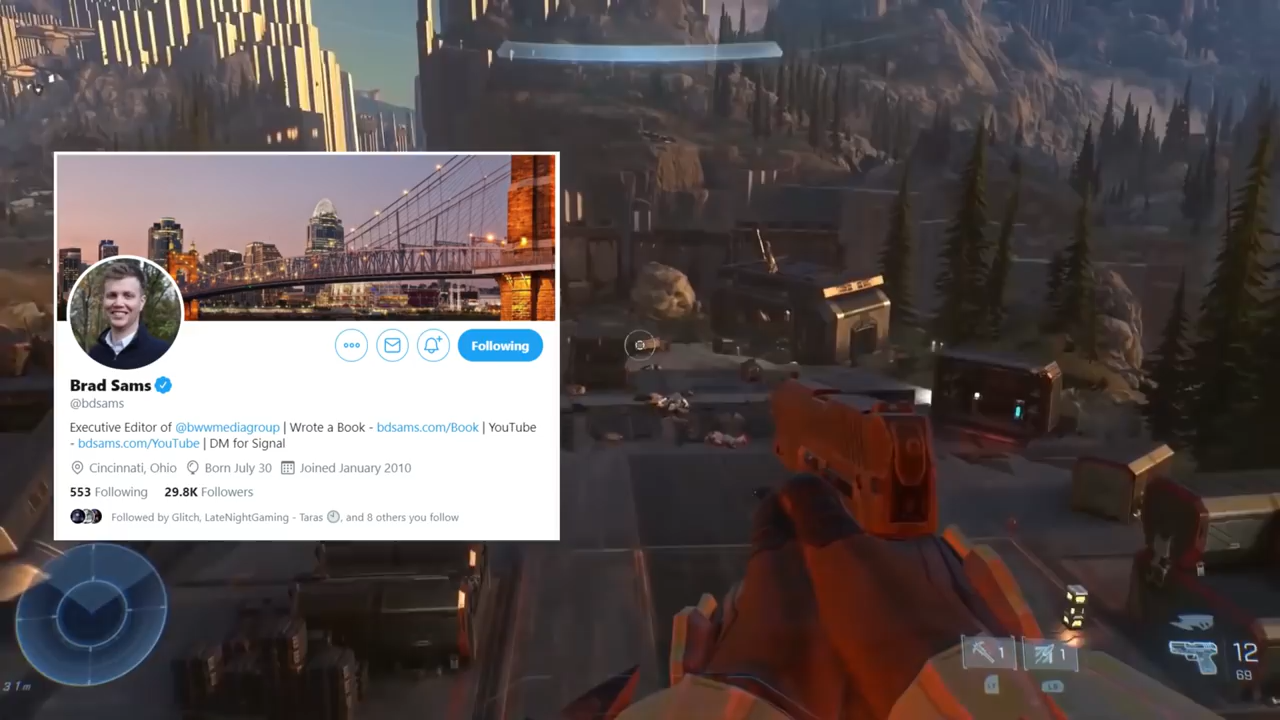 Following
Brad Sams
@bdsams
Executive Editor of @bwwmediagroup | Wrote a Book - bdsams.com/Book | YouTube
- bdsams.com/YouTube | DM for Signal
Cincinnati, Ohio Born July 30 Joined January 2010
553 Following 29.8K Followers
Followed by Glitch, LateNightGaming - Taras 🕙, and 8 others you follow
31m
1 1
12
69